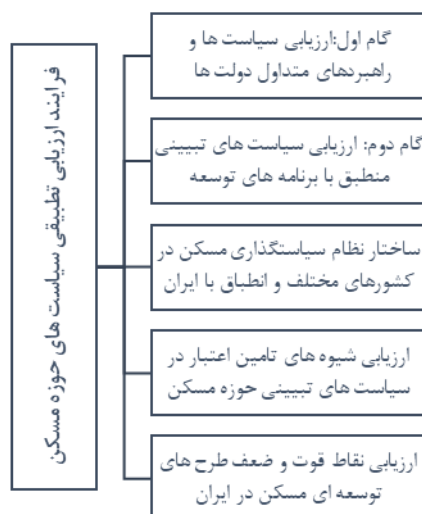 فرایند ارزیابی تطبیقی سیاست های حوزه مسکن
گام اول:ارزیابی سیاست ها و
راهبردهای متداول دولت ها
گام دوم: ارزیابی سیاست های تبیینی
منطبق با برنامه های توسعه
ساختار نظام سیاستگذاری مسکن در
کشورهای مختلف و انطباق با ایران
ارزیابی شیوه های تامین اعتبار در
سیاست های تبیینی حوزه مسکن
ارزیابی نقاط قوت و ضعف طرح های
توسعه ای مسکن در ایران